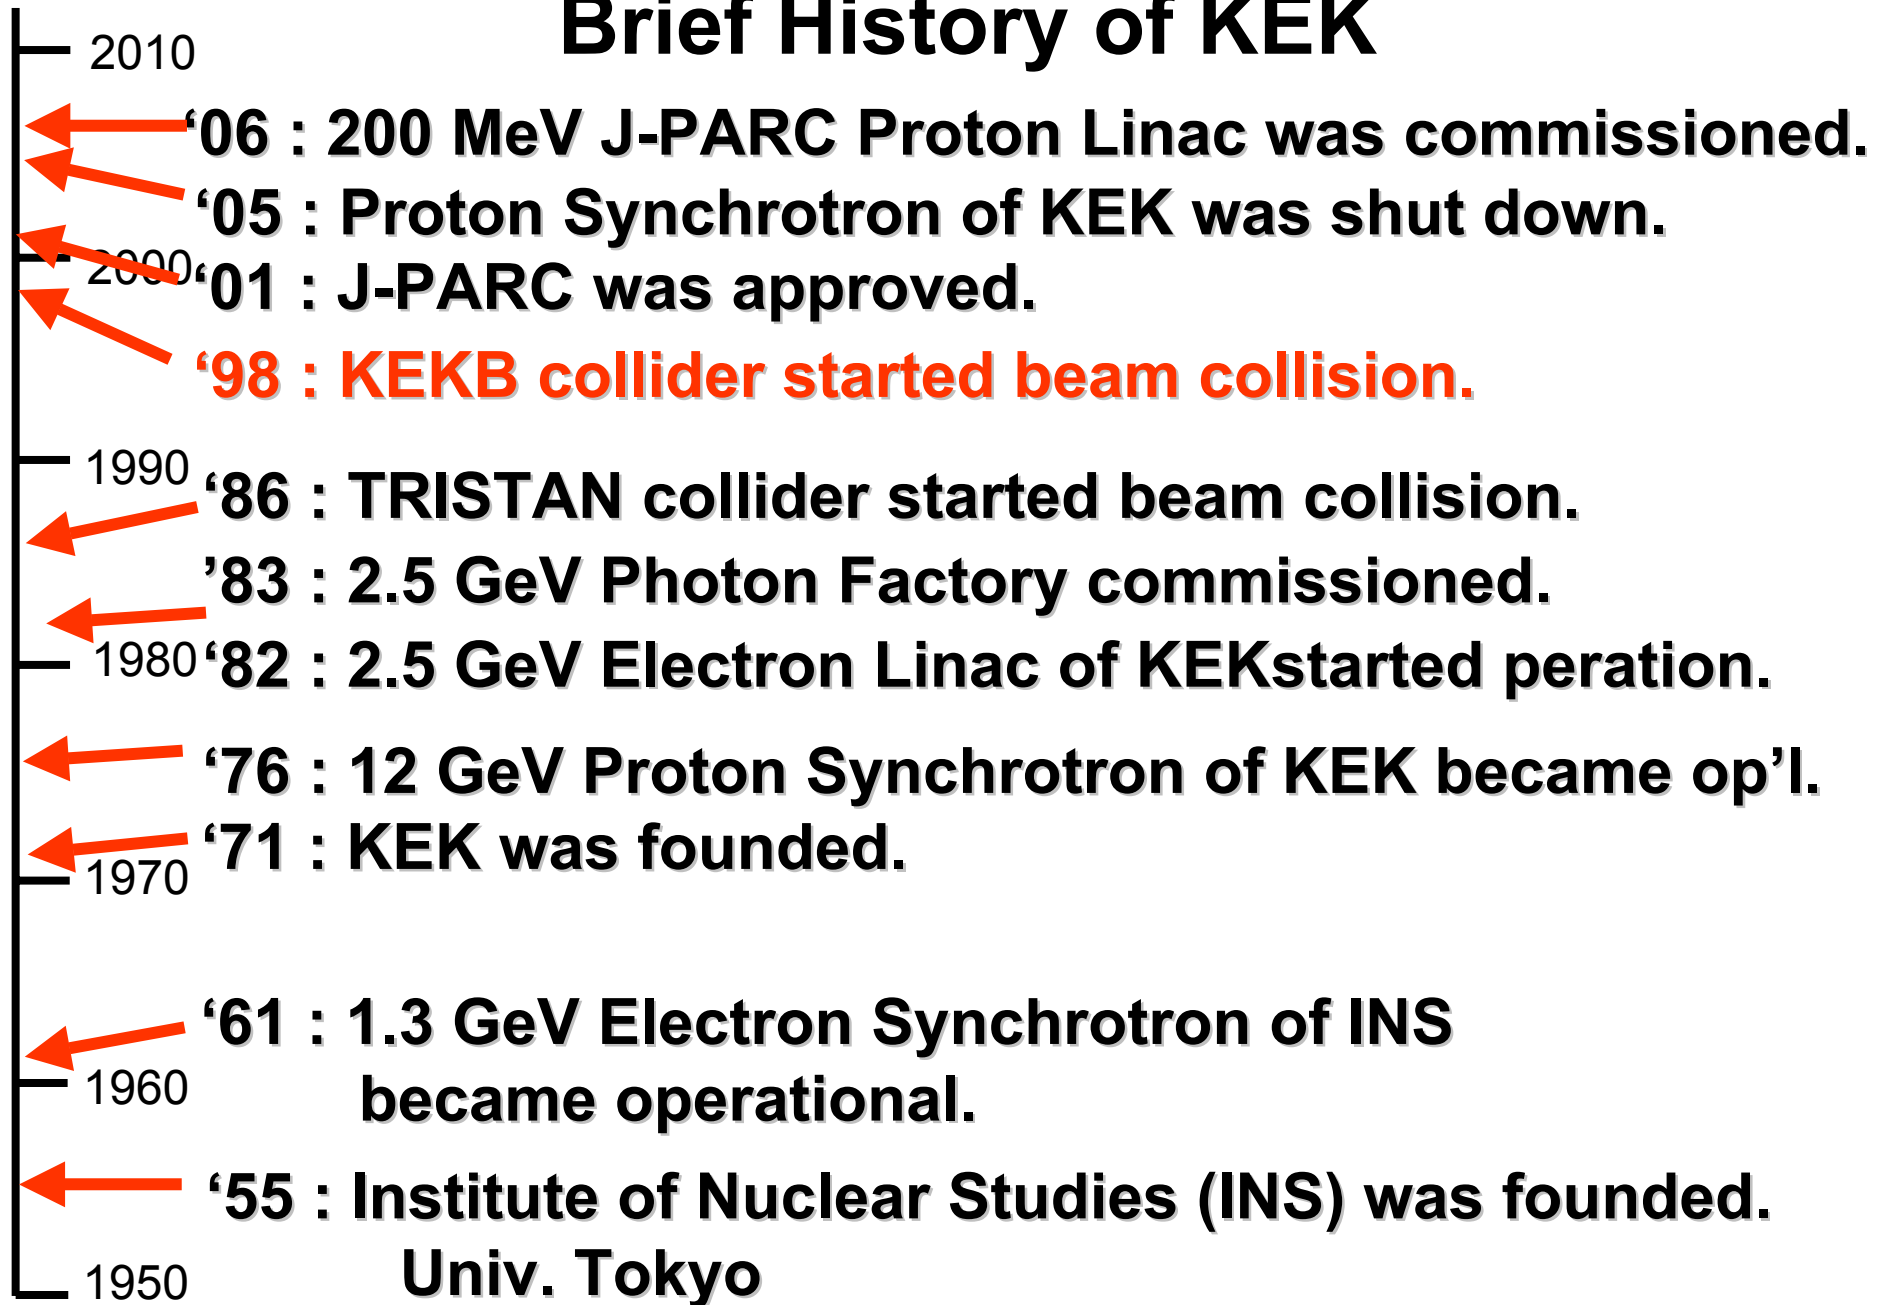 Brief History of KEK
2010
‘06 : 200 MeV J-PARC Proton Linac was commissioned.
‘05 : Proton Synchrotron of KEK was shut down.
2000
‘01 : J-PARC was approved.
‘98 : KEKB collider started beam collision.
1990
‘86 : TRISTAN collider started beam collision.
’83 : 2.5 GeV Photon Factory commissioned.
1980
‘82 : 2.5 GeV Electron Linac of KEKstarted peration.
‘76 : 12 GeV Proton Synchrotron of KEK became op’l.
‘71 : KEK was founded.
1970
‘61 : 1.3 GeV Electron Synchrotron of INS
became operational.
1960
‘55 : Institute of Nuclear Studies (INS) was founded.
Univ. Tokyo
1950